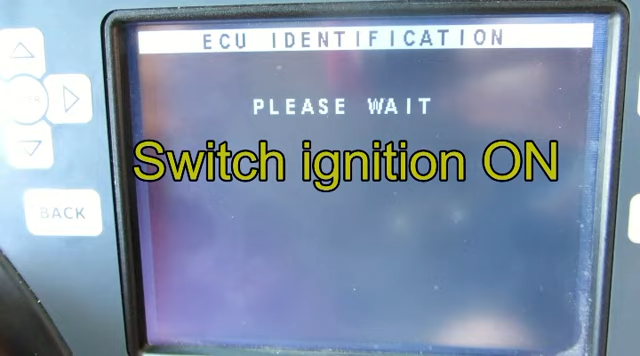 ECU IDENTIFICATION
PLEASE WAIT
Switch ignition ON
BACK